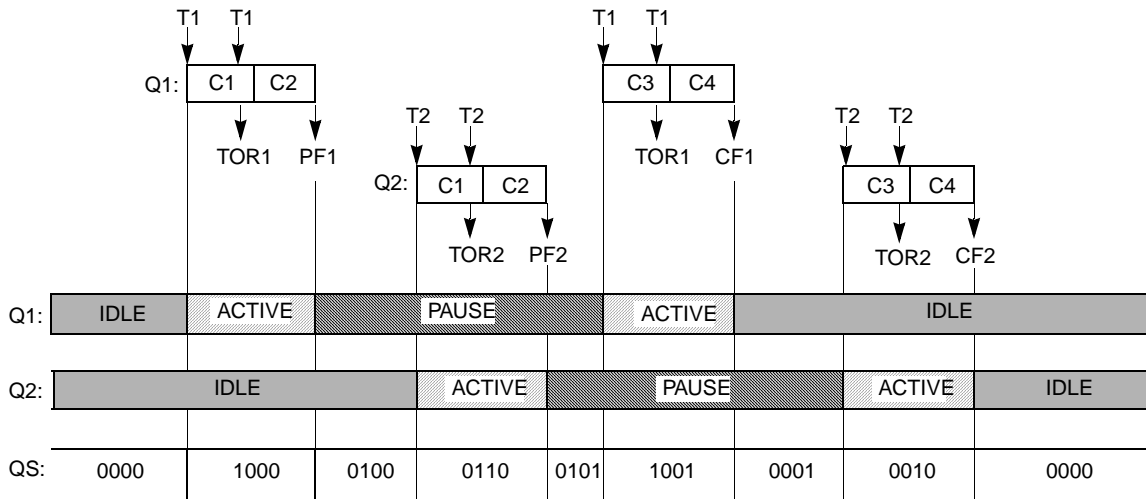 T1 T1 T1 T1
Q1: C1 C2 C3 C4
T2 T2 T2 T2
TOR1 PF1 TOR1 CF1
Q2: C1 C2 C3 C4
TOR2 PF2 TOR2 CF2
Q1: IDLE ACTIVE PAUSE ACTIVE IDLE
Q2: IDLE ACTIVE PAUSE ACTIVE IDLE
QS: 0000 1000 0100 0110 0101 1001 0001 0010 0000